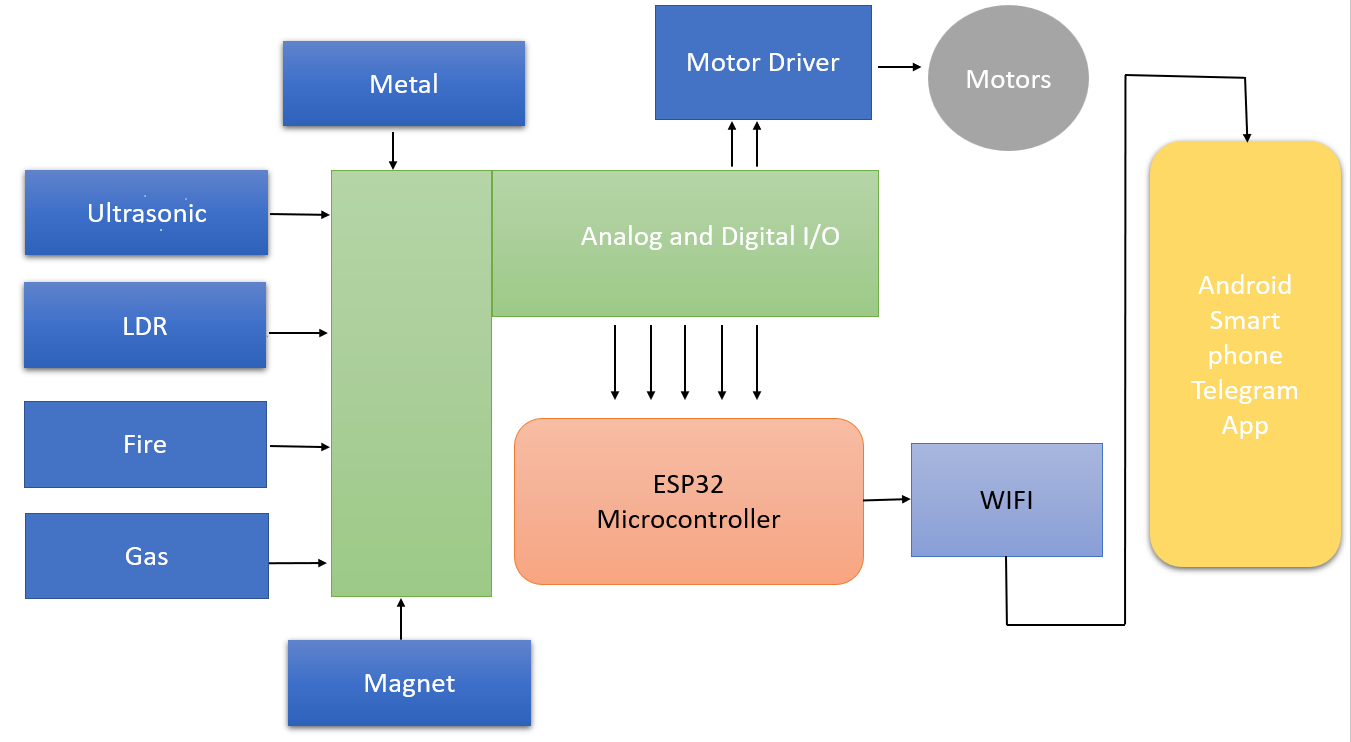 Metal
Motor Driver
Motors
Ultrasonic
Analog and Digital I/O
LDR
Fire
Gas
Magnet
ESP32
Microcontroller
WIFI
Android
Smart
phone
Telegram
App